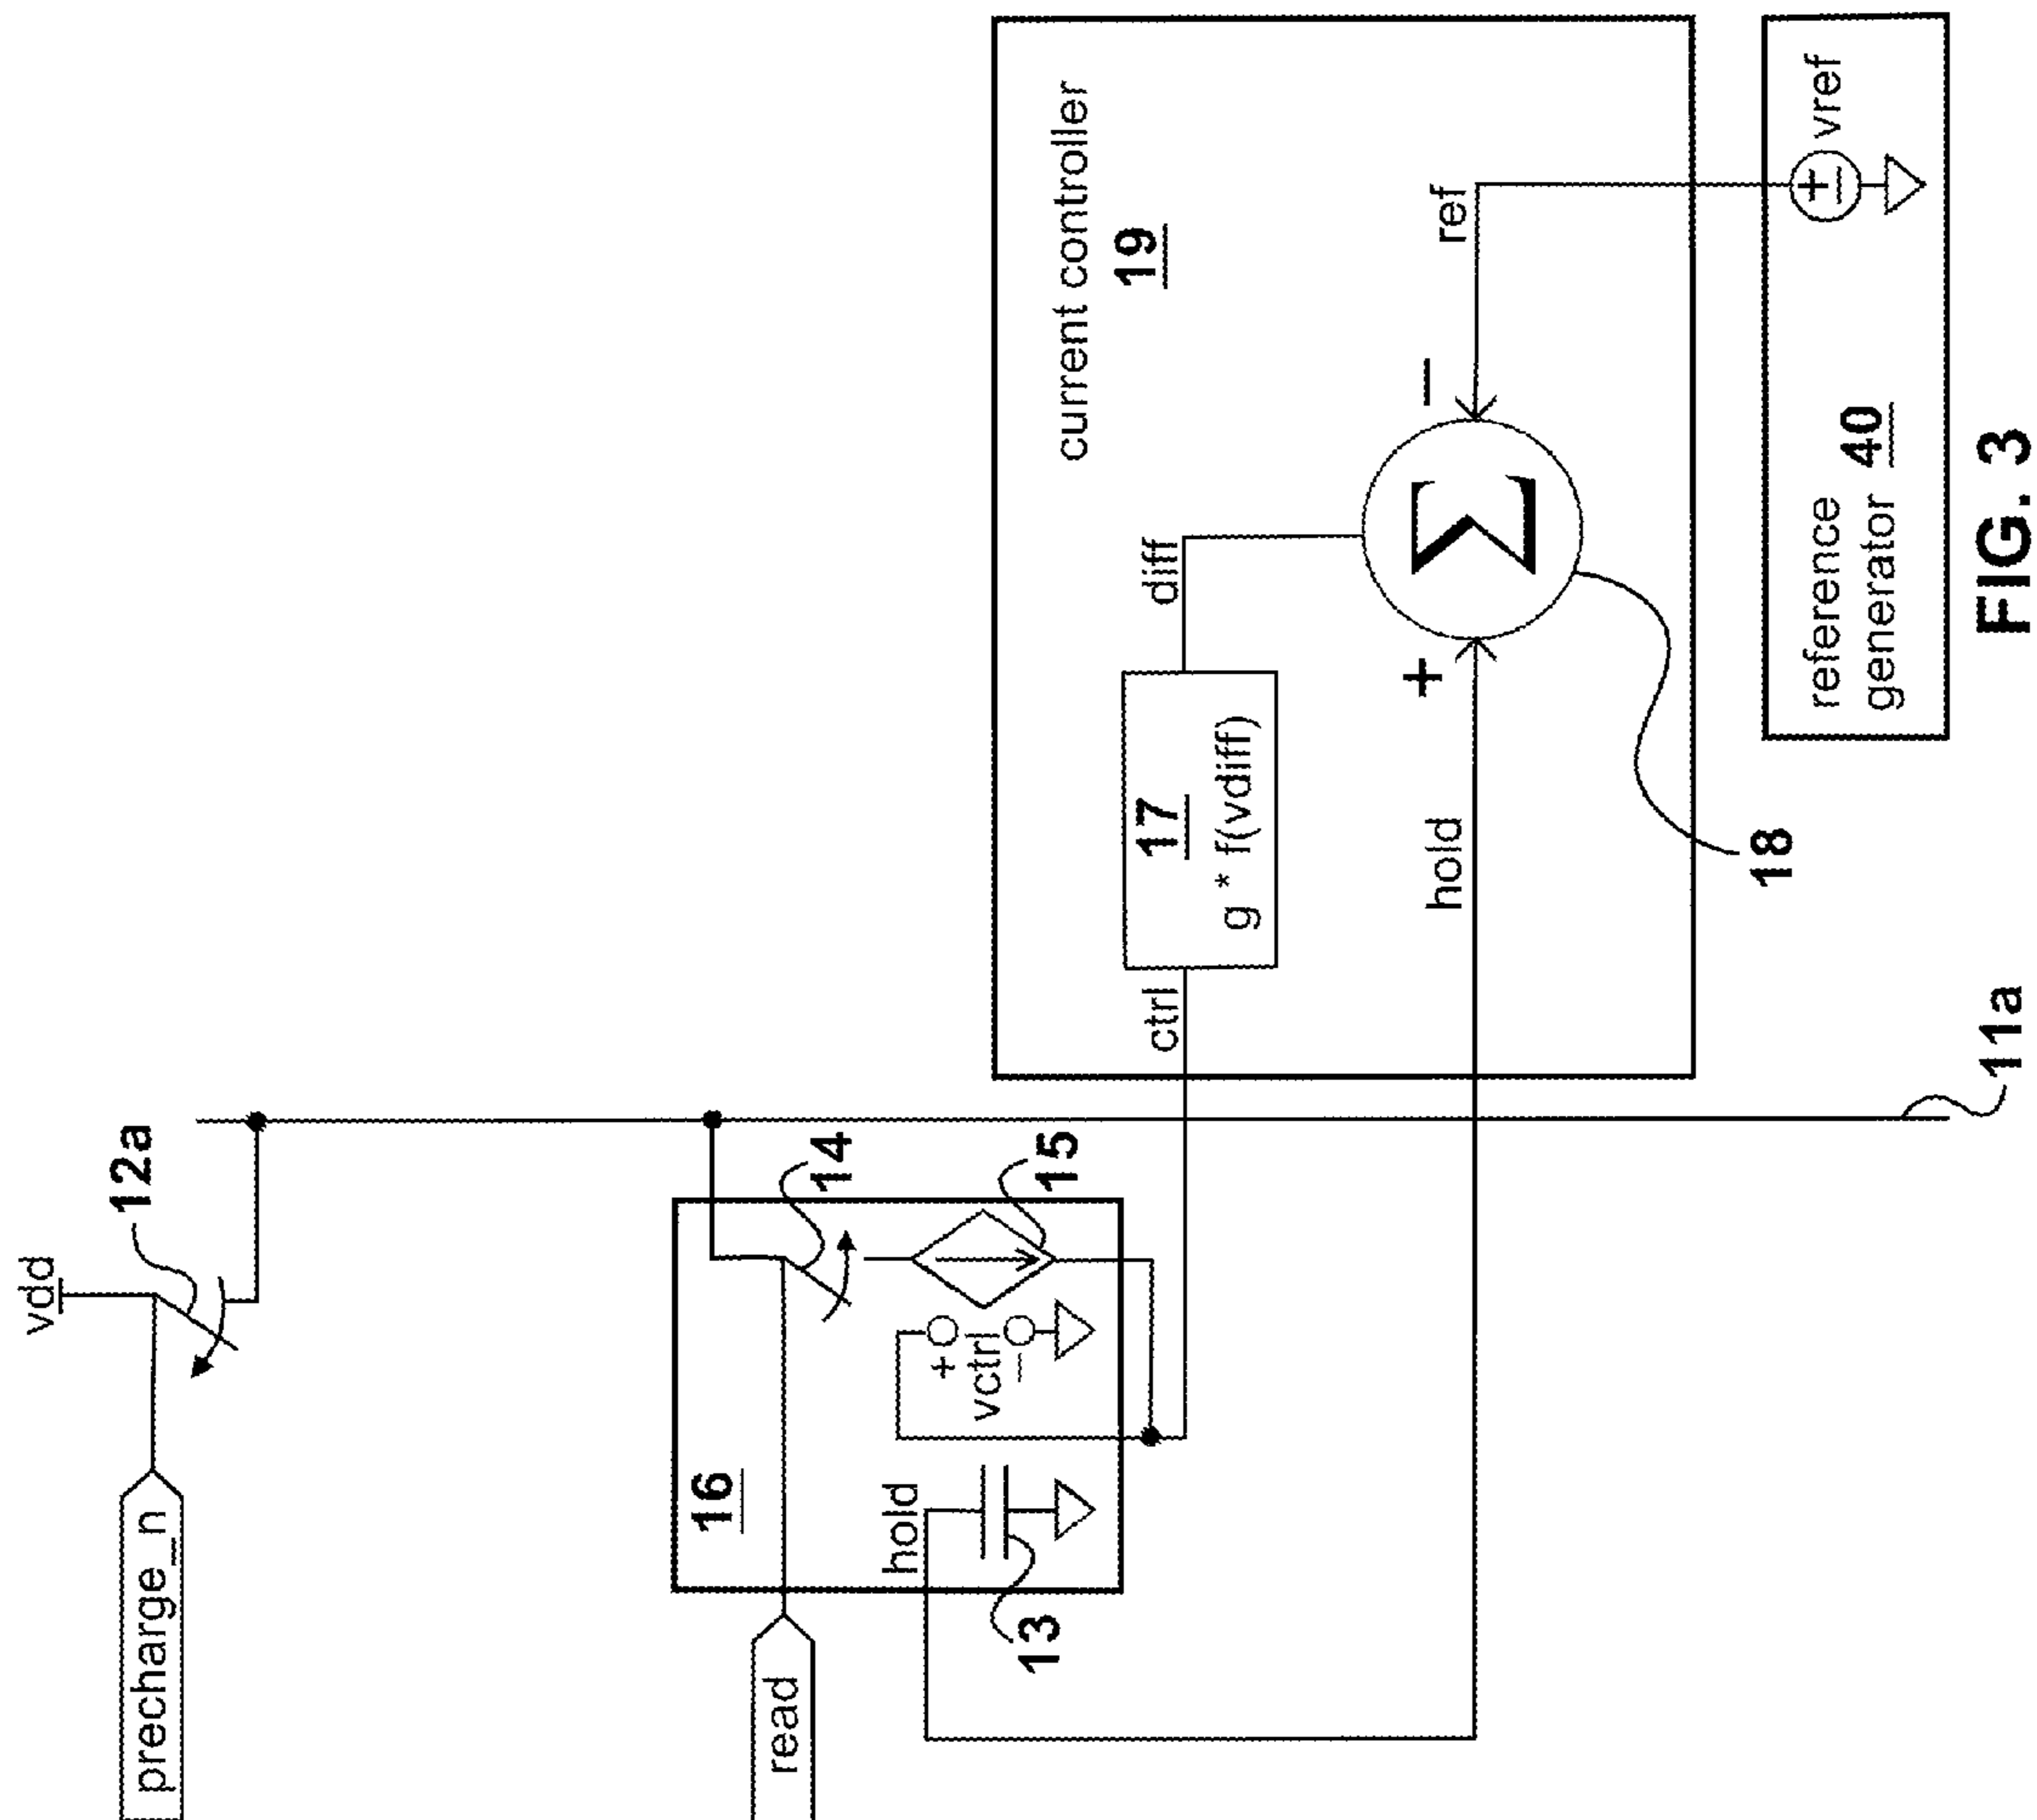 precharge_n
vdd
12a
read
16
hold
13
+
vctrl
−
14
15
11a
current controller
19
ctrl
17
g * f(vdiff)
diff
hold
+
Σ
−
ref
18
reference
generator 40
± vref
FIG. 3